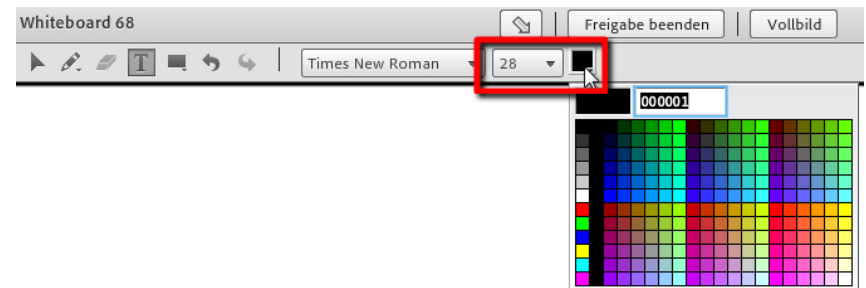 Whiteboard 68 Freigabe beenden Vollbild
T Times New Roman 28
000001